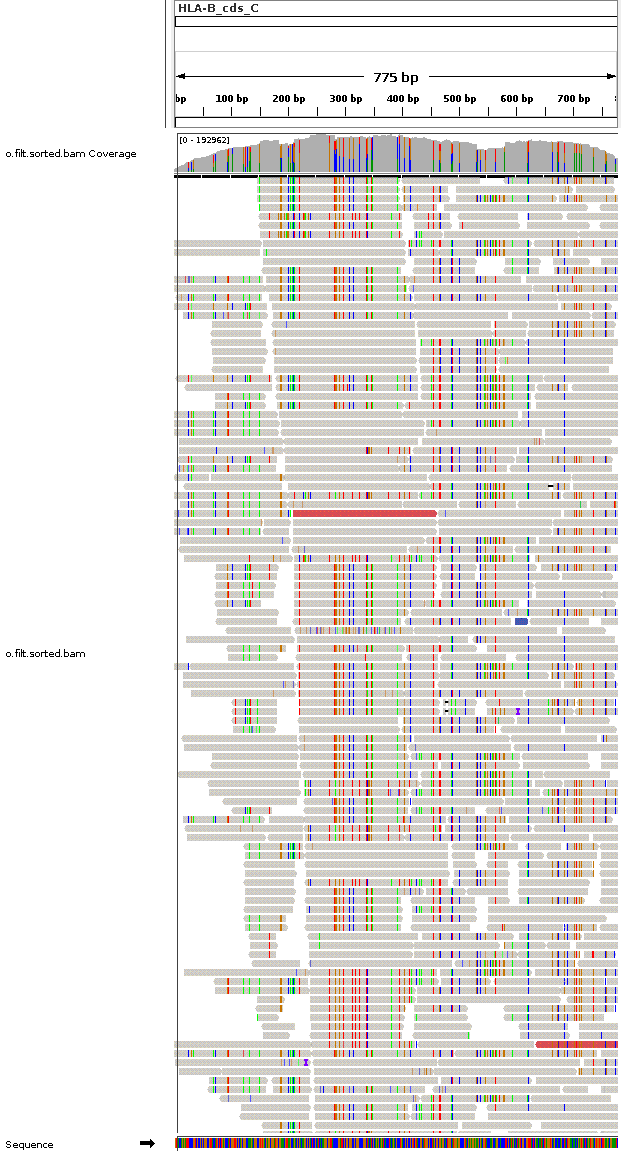 HLA-B_cds_C
775 bp
bp 100 bp 200 bp 300 bp 400 bp 500 bp 600 bp 700 bp
[0 - 192962]
o.filt.sorted.bam Coverage
o.filt.sorted.bam
Sequence